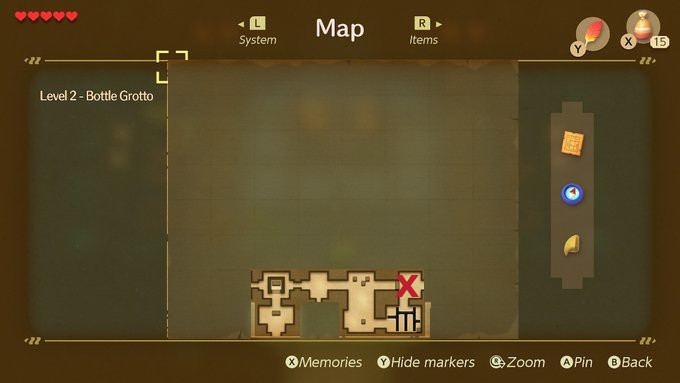 L
Map
R
System
Items
Y
X
15
Level 2 - Bottle Grotto
X
X Memories
Y Hide markers
R Zoom
A Pin
B Back